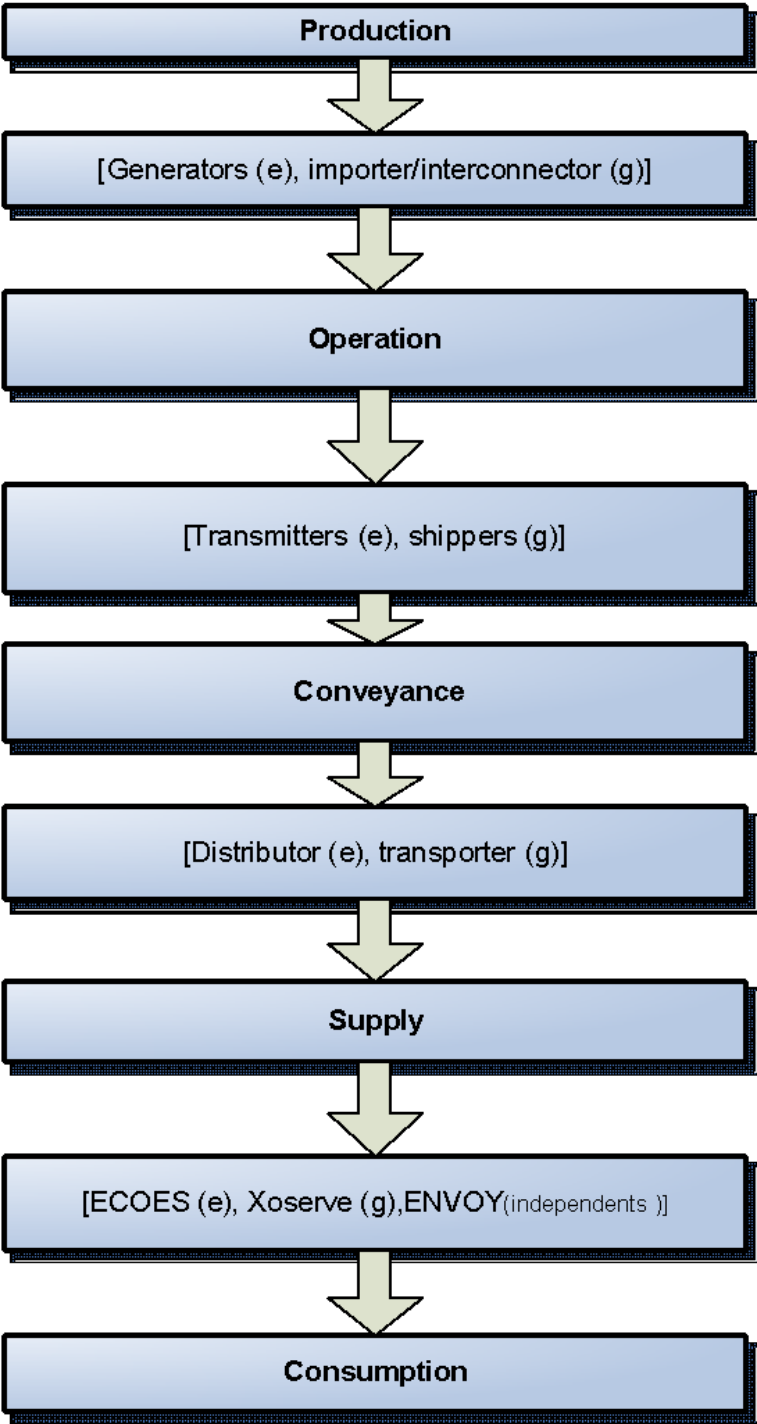 Production
[Generators (e), importer/interconnector (g)]
Operation
[Transmitters (e), shippers (g)]
Conveyance
[Distributor (e), transporter (g)]
Supply
[ECOES (e), Xoserve (g),ENVOY(independents )]
Consumption